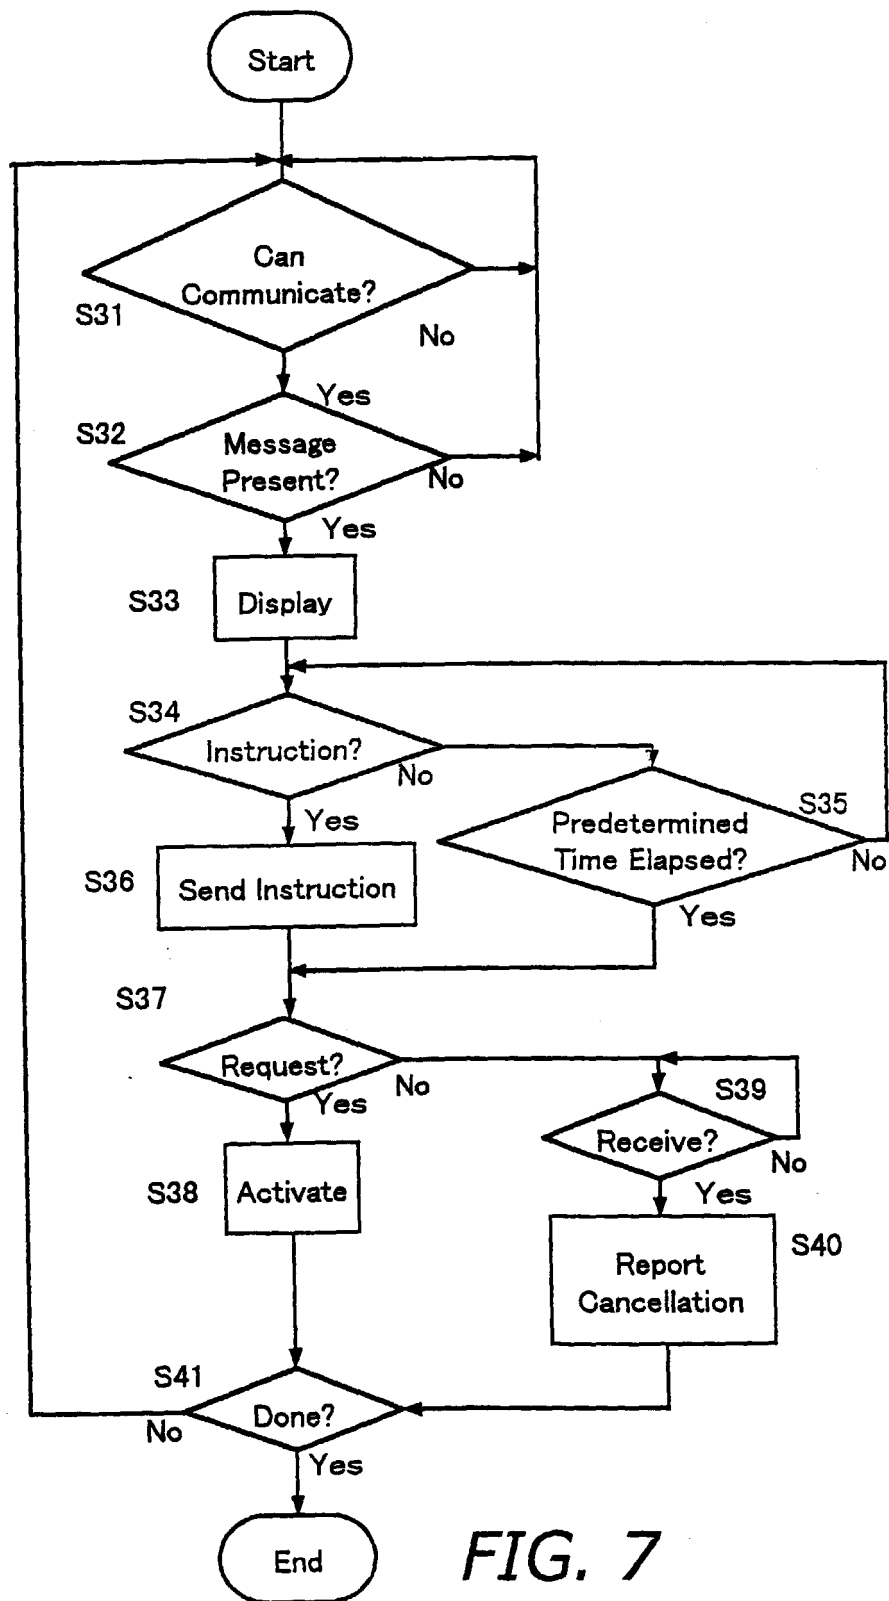 Start
Can
Communicate?
S31
No
Yes
S32
Message
Present?
No
Yes
S33
Display
S34
Instruction?
No
Yes
S35
Predetermined
Time Elapsed?
No
Yes
S36
Send Instruction
S37
Request?
No
Yes
S39
Receive?
No
Yes
S38
Activate
S40
Report
Cancellation
S41
Done?
No
Yes
End
FIG. 7